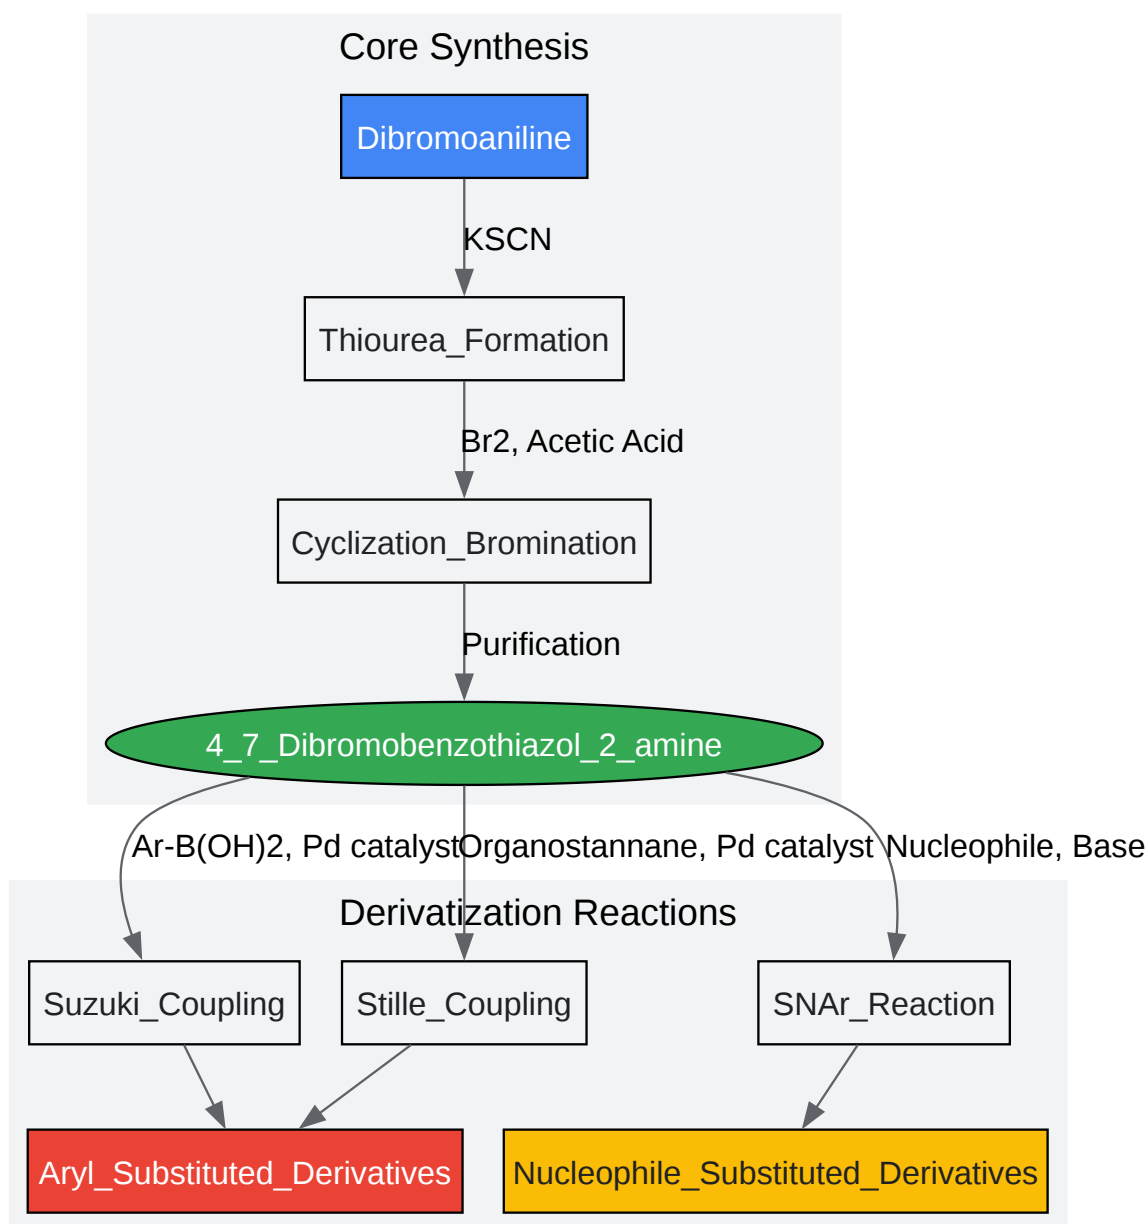 Core Synthesis
Dibromoaniline
KSCN
Thiourea_Formation
Br2, Acetic Acid
Cyclization_Bromination
Purification
4_7_Dibromobenzothiazol_2_amine
Ar-B(OH)2, Pd catalyst
Organostannane, Pd catalyst
Nucleophile, Base
Derivatization Reactions
Suzuki_Coupling
Stille_Coupling
SNAr_Reaction
Aryl_Substituted_Derivatives
Nucleophile_Substituted_Derivatives